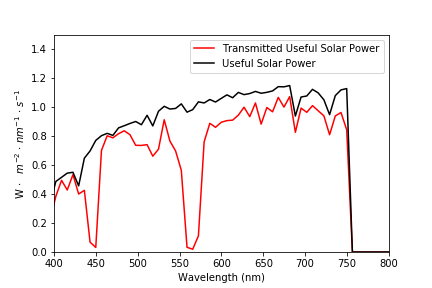 1.4
Transmitted Useful Solar Power
Useful Solar Power
1.2
1.0
0.8
0.6
0.4
0.2
0.0
W · m⁻² · nm⁻¹ · s⁻¹
400 450 500 550 600 650 700 750 800
Wavelength (nm)